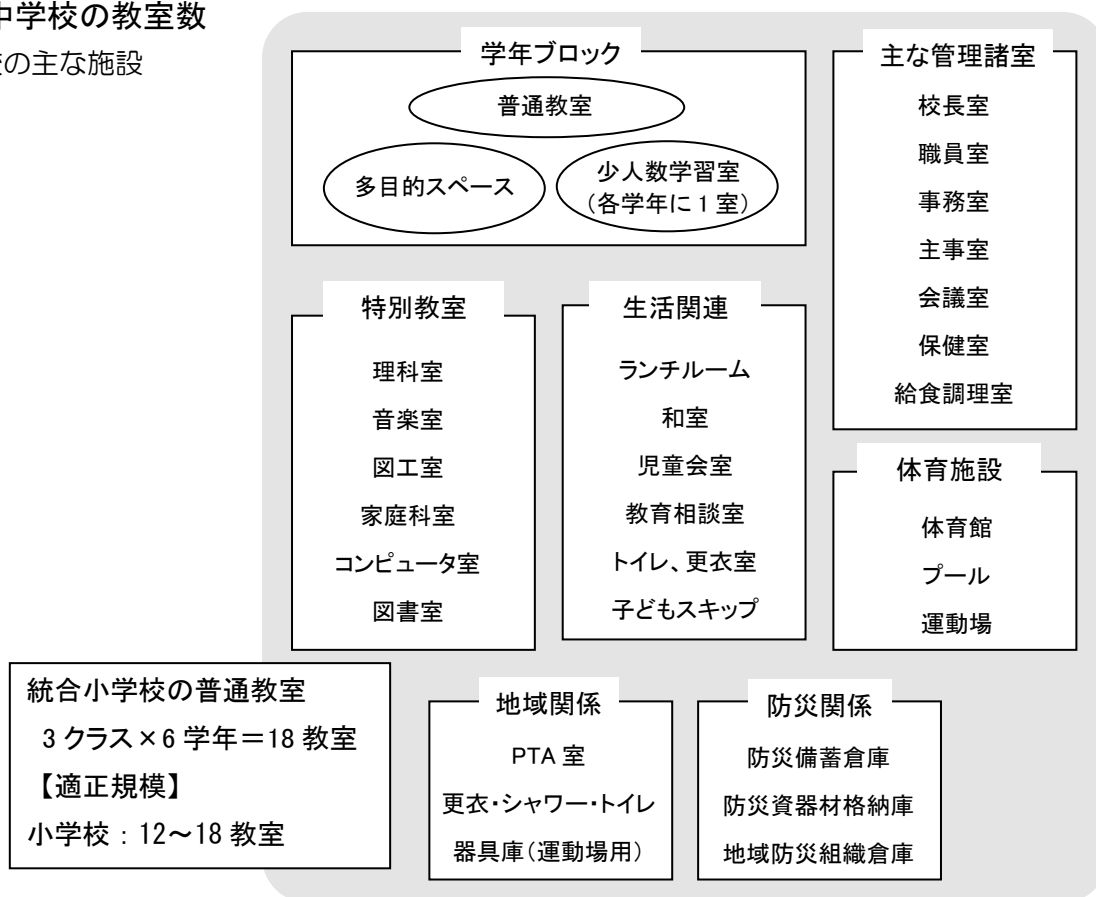 中学校の教室数
の主な施設
学年ブロック
普通教室
多目的スペース
少人数学習室
（各学年に１室）
主な管理諸室
校長室
職員室
事務室
主事室
会議室
保健室
給食調理室
特別教室
理科室
音楽室
図工室
家庭科室
コンピュータ室
図書室
生活関連
ランチルーム
和室
児童会室
教育相談室
トイレ、更衣室
子どもスキップ
体育施設
体育館
プール
運動場
統合小学校の普通教室
3 クラス×6 学年＝18 教室
【適正規模】
小学校：12～18 教室
地域関係
PTA 室
更衣・シャワー・トイレ
器具庫（運動場用）
防災関係
防災備蓄倉庫
防災資器材格納庫
地域防災組織倉庫